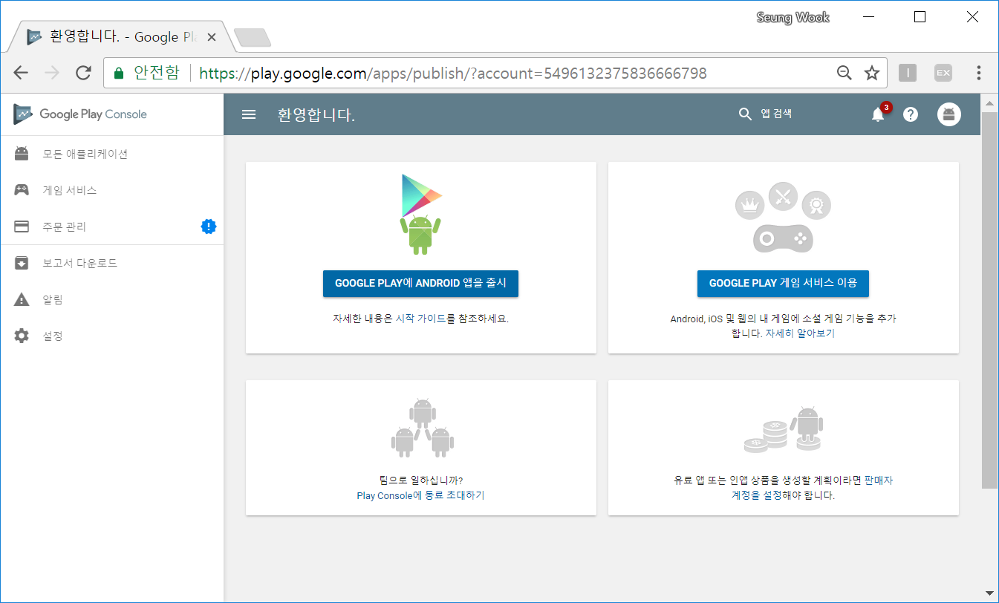 Seung Wook
환영합니다. - Google Pl
안전함 https://play.google.com/apps/publish/?account=5496132375836666798
EX
Google Play Console
환영합니다.
앱 검색
3
모든 애플리케이션
게임 서비스
주문 관리
보고서 다운로드
알림
설정
GOOGLE PLAY에 ANDROID 앱을 출시
자세한 내용은 시작 가이드를 참조하세요.
GOOGLE PLAY 게임 서비스 이용
Android, iOS 및 웹의 내 게임에 소셜 게임 기능을 추가
합니다. 자세히 알아보기
팀으로 일하십니까?
Play Console에 동료 초대하기
유료 앱 또는 인앱 상품을 생성할 계획이라면 판매자
계정을 설정해야 합니다.